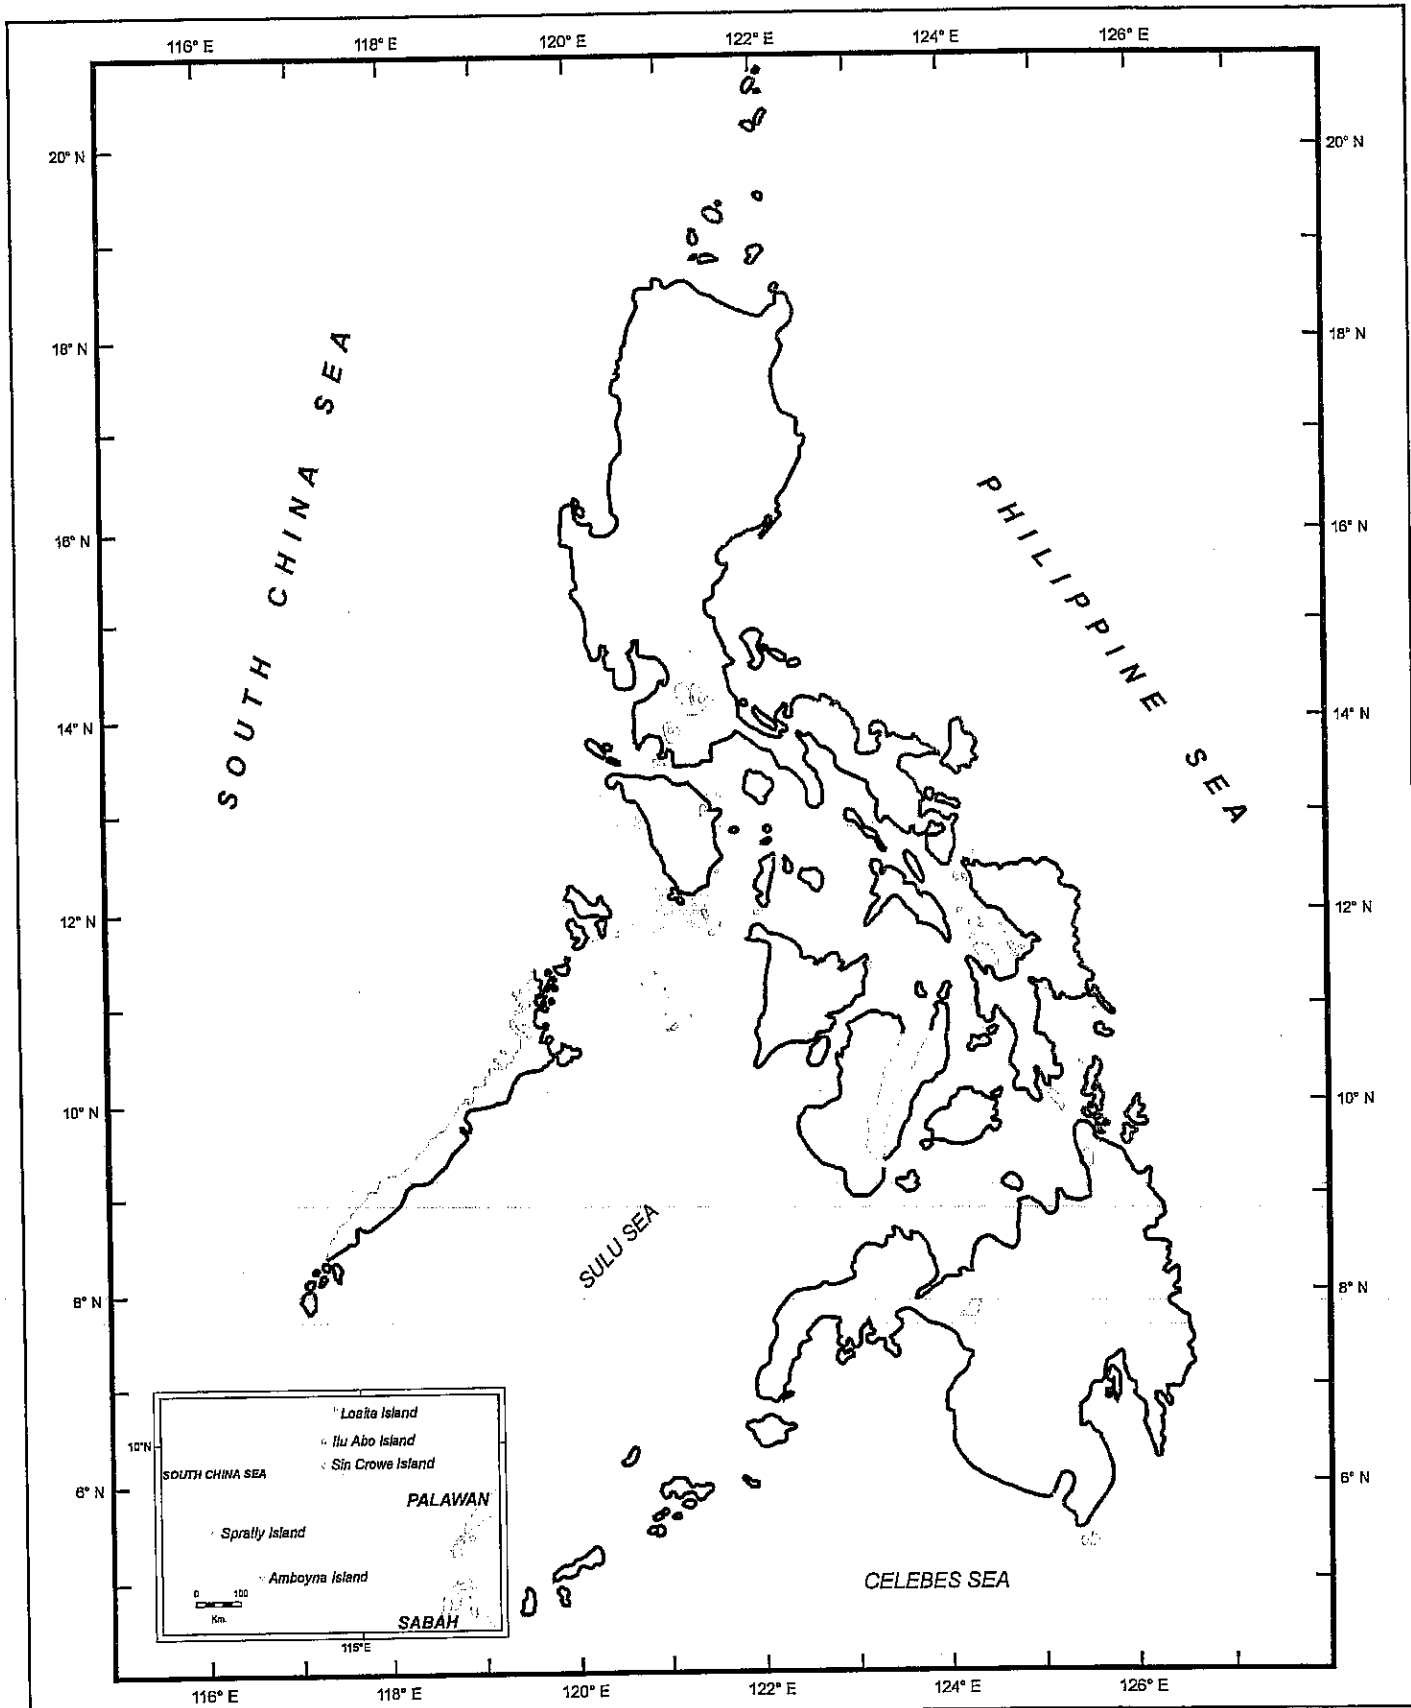 116° E 118° E 120° E 122° E 124° E 126° E
20° N 20° N
18° N 18° N
16° N 16° N
14° N 14° N
12° N 12° N
10° N 10° N
8° N 8° N
6° N 6° N
SOUTH CHINA SEA
PHILIPPINE SEA
SULU SEA
CELEBES SEA
Loaita Island
10°N
Itu Abo Island
Sin Crowe Island
SOUTH CHINA SEA
PALAWAN
Spratly Island
Amboyna Island
0 100
Km.
SABAH
115°E
116° E 118° E 120° E 122° E 124° E 126° E